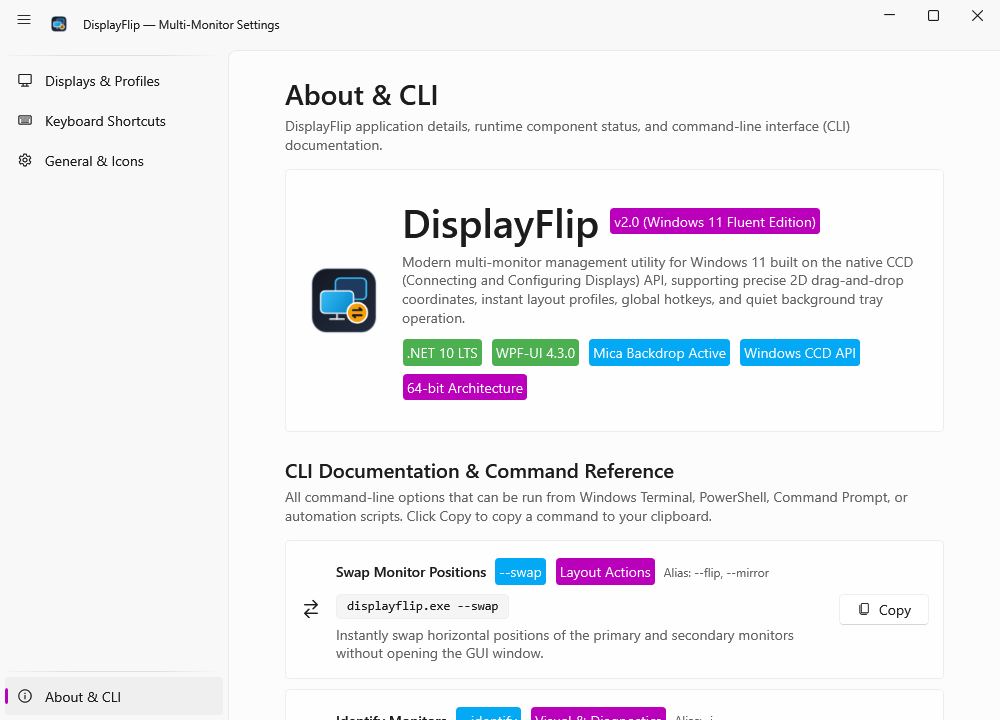 DisplayFlip — Multi-Monitor Settings
Displays & Profiles
Keyboard Shortcuts
General & Icons
About & CLI
About & CLI
DisplayFlip application details, runtime component status, and command-line interface (CLI)
documentation.
DisplayFlip
v2.0 (Windows 11 Fluent Edition)
Modern multi-monitor management utility for Windows 11 built on the native CCD
(Connecting and Configuring Displays) API, supporting precise 2D drag-and-drop
coordinates, instant layout profiles, global hotkeys, and quiet background tray
operation.
.NET 10 LTS WPF-UI 4.3.0 Mica Backdrop Active Windows CCD API
64-bit Architecture
CLI Documentation & Command Reference
All command-line options that can be run from Windows Terminal, PowerShell, Command Prompt, or
automation scripts. Click Copy to copy a command to your clipboard.
Swap Monitor Positions --swap Layout Actions Alias: --flip, --mirror
displayflip.exe --swap
Copy
Instantly swap horizontal positions of the primary and secondary monitors
without opening the GUI window.
Identify Monitors --identify Visual & Diagnostics